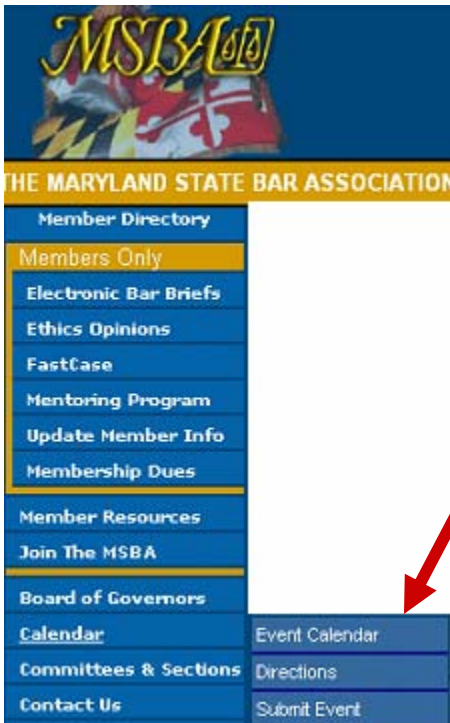 MSBA
THE MARYLAND STATE BAR ASSOCIATION
Member Directory
Members Only
Electronic Bar Briefs
Ethics Opinions
FastCase
Mentoring Program
Update Member Info
Membership Dues
Member Resources
Join The MSBA
Board of Governors
Calendar
Event Calendar
Committees & Sections
Directions
Contact Us
Submit Event